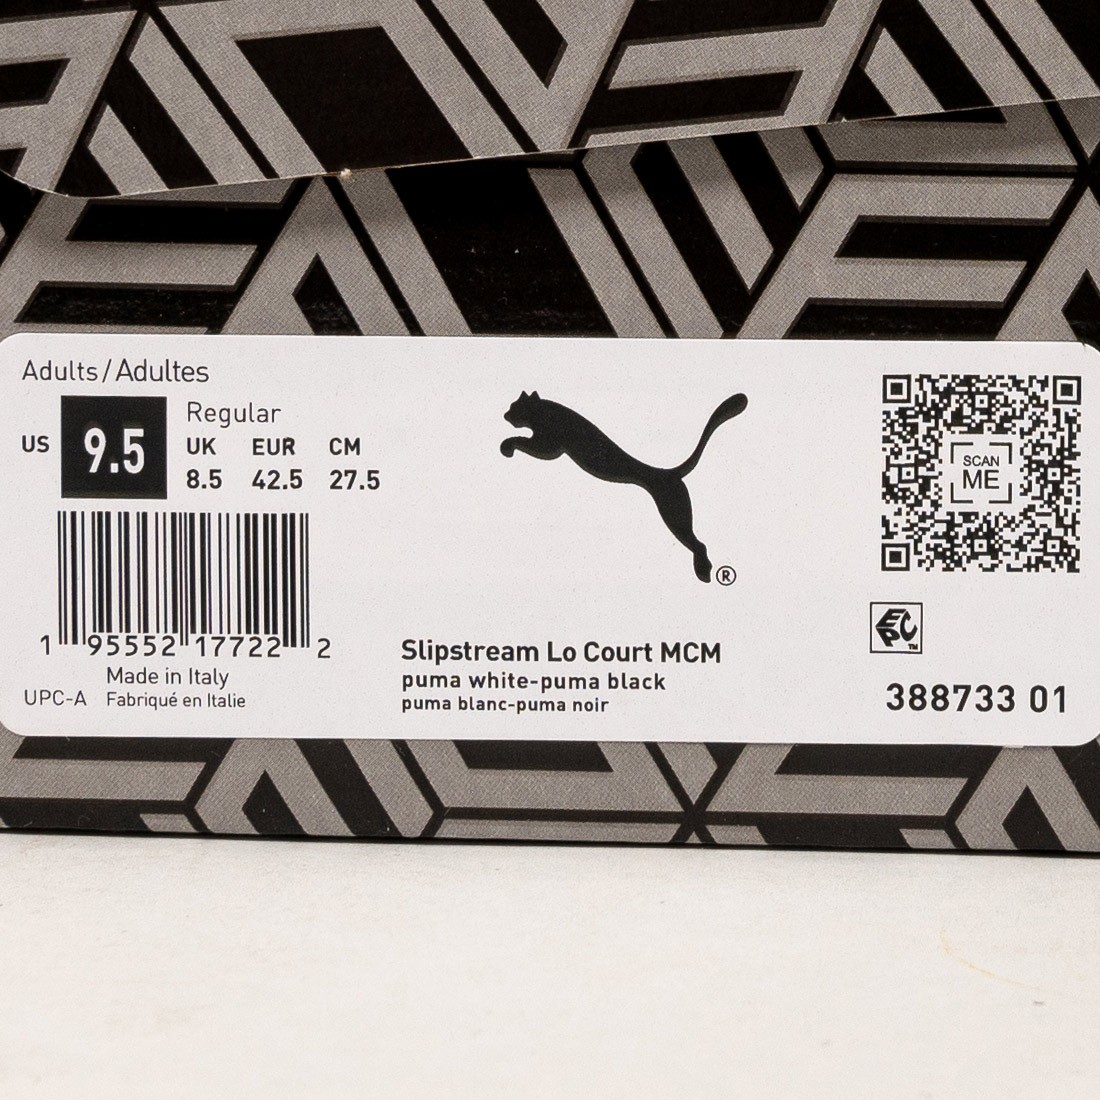 Adults/Adultes
US 9.5 Regular
UK EUR CM
8.5 42.5 27.5
1 95552 17722 2
Made in Italy
UPC-A Fabriqué en Italie
®
Slipstream Lo Court MCM
puma white-puma black
puma blanc-puma noir
SCAN
ME
EPC™
388733 01